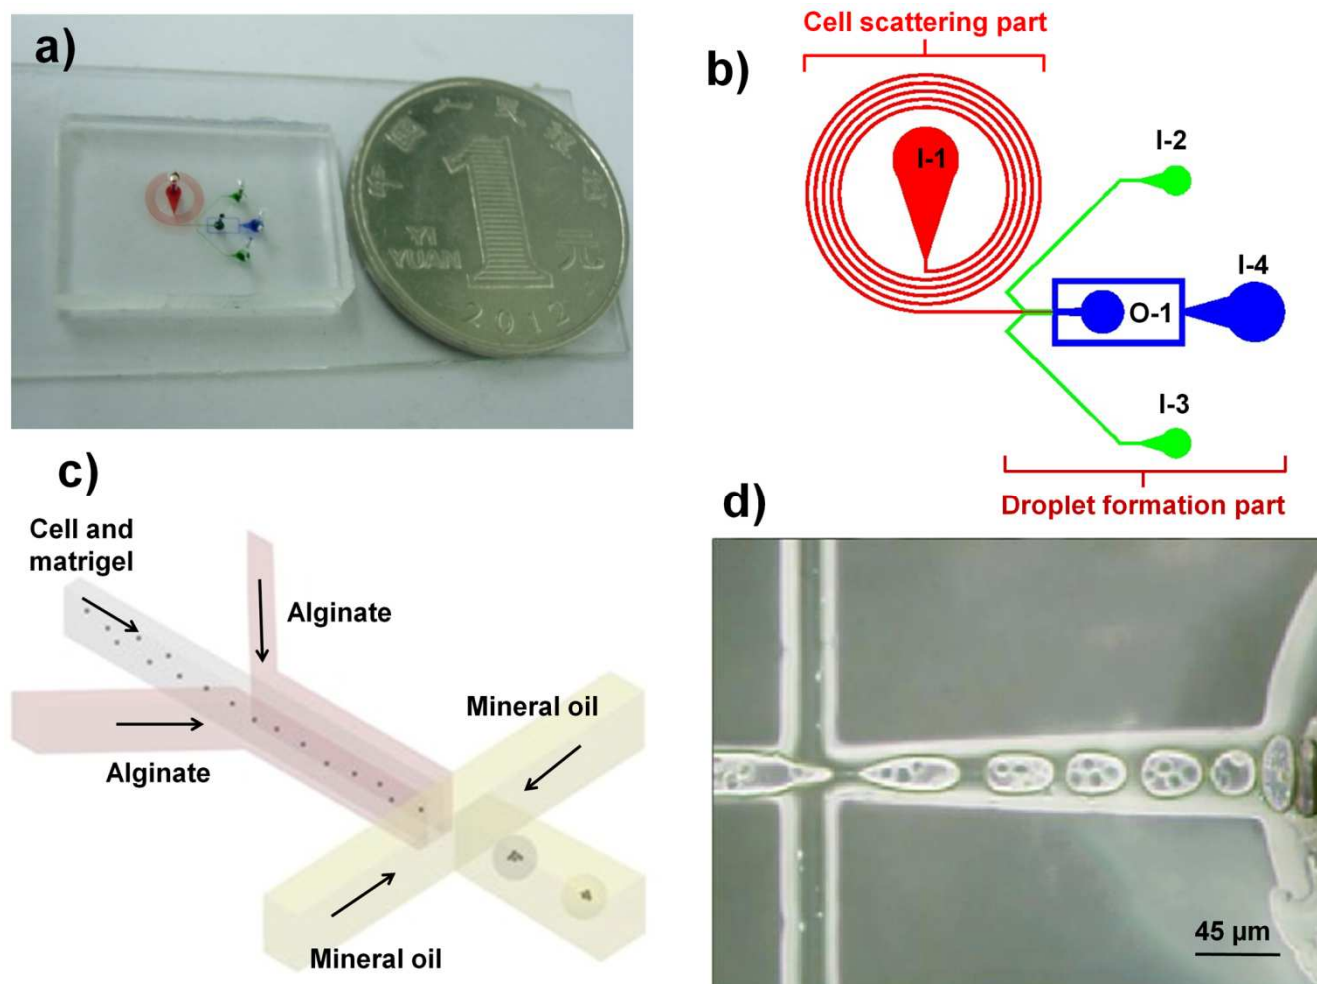 a)
中国人民银行
1
YI
YUAN
元
2012
b)
Cell scattering part
I-1
I-2
I-4
O-1
I-3
Droplet formation part
c)
Cell and
matrigel
Alginate
Alginate
Mineral oil
Mineral oil
d)
45 µm